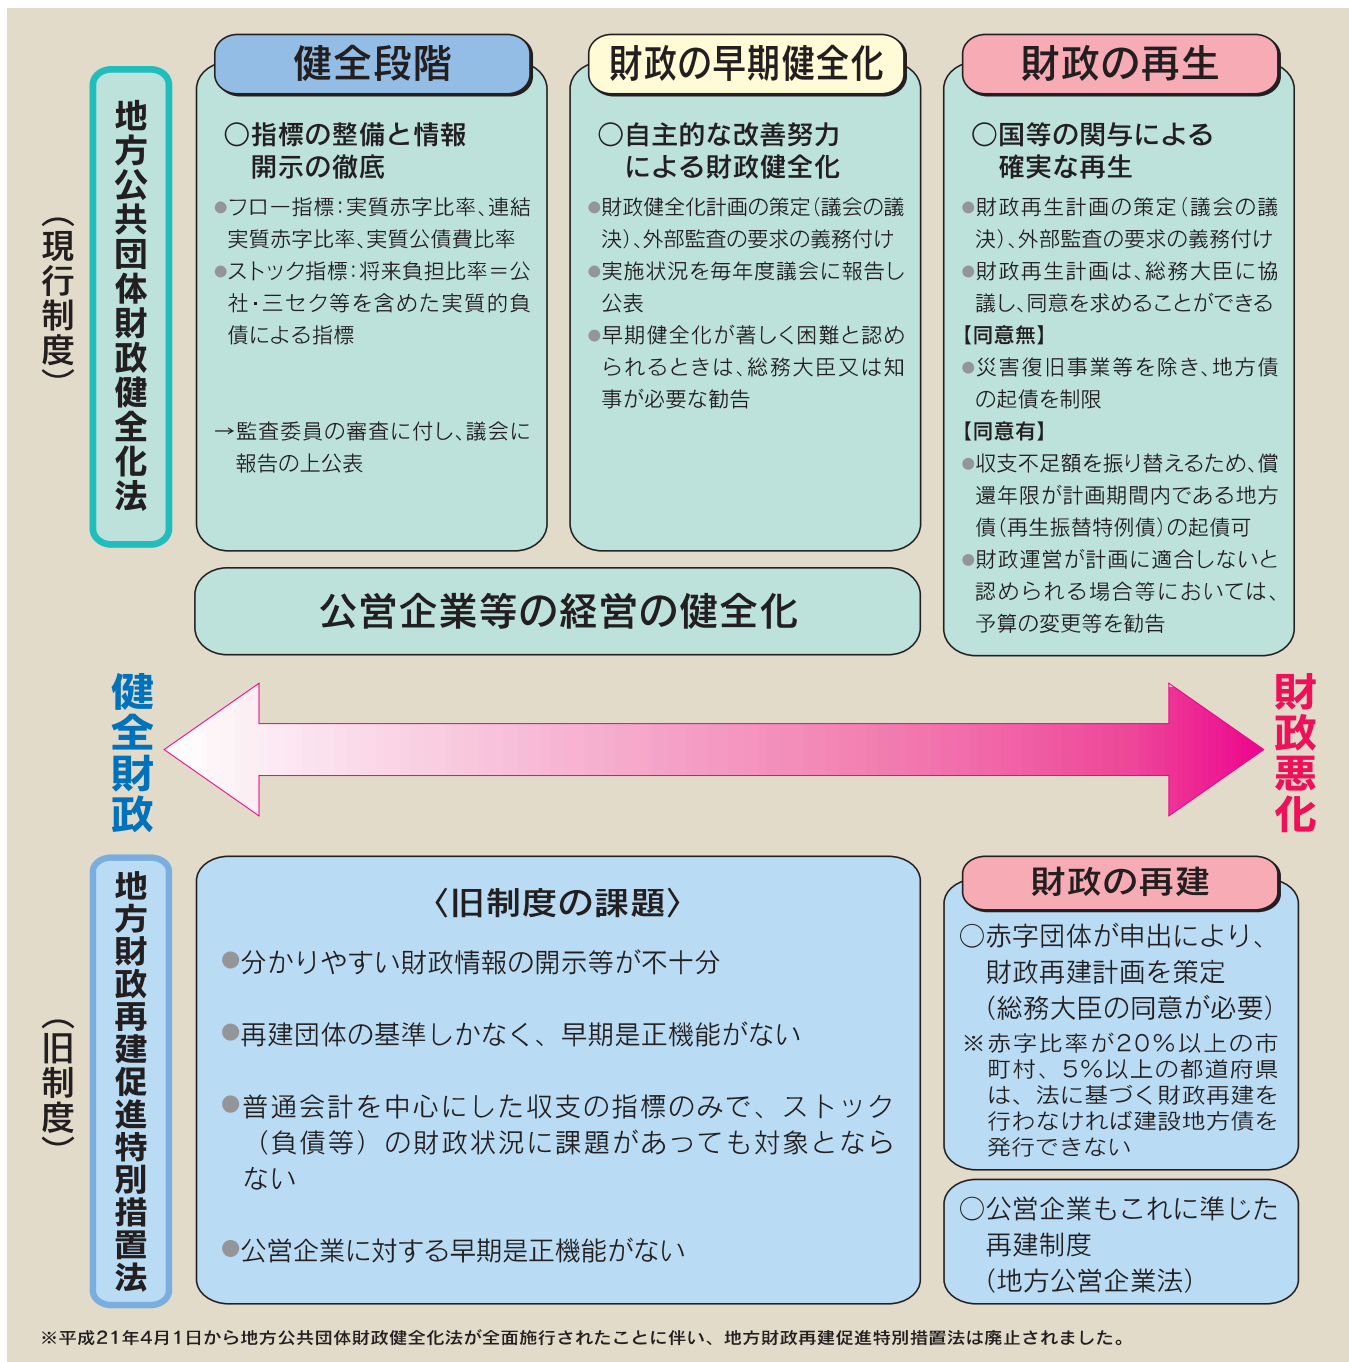 地方公共団体財政健全化法
（現行制度）
健全段階
○指標の整備と情報
開示の徹底
●フロー指標：実質赤字比率、連結
実質赤字比率、実質公債費比率
●ストック指標：将来負担比率＝公
社・三セク等を含めた実質的負
債による指標
→監査委員の審査に付し、議会に
報告の上公表
財政の早期健全化
○自主的な改善努力
による財政健全化
●財政健全化計画の策定（議会の議
決）、外部監査の要求の義務付け
●実施状況を毎年度議会に報告し
公表
●早期健全化が著しく困難と認め
られるときは、総務大臣又は知
事が必要な勧告
財政の再生
○国等の関与による
確実な再生
●財政再生計画の策定（議会の議
決）、外部監査の要求の義務付け
●財政再生計画は、総務大臣に協
議し、同意を求めることができる
【同意無】
●災害復旧事業等を除き、地方債
の起債を制限
【同意有】
●収支不足額を振り替えるため、償
還年限が計画期間内である地方
債（再生振替特例債）の起債可
●財政運営が計画に適合しないと
認められる場合等においては、
予算の変更等を勧告
公営企業等の経営の健全化
健全財政
財政悪化
地方財政再建促進特別措置法
（旧制度）
〈旧制度の課題〉
●分かりやすい財政情報の開示等が不十分
●再建団体の基準しかなく、早期是正機能がない
●普通会計を中心にした収支の指標のみで、ストック
（負債等）の財政状況に課題があっても対象となら
ない
●公営企業に対する早期是正機能がない
財政の再建
○赤字団体が申出により、
財政再建計画を策定
（総務大臣の同意が必要）
※赤字比率が20％以上の市
町村、5％以上の都道府県
は、法に基づく財政再建を
行わなければ建設地方債を
発行できない
○公営企業もこれに準じた
再建制度
（地方公営企業法）
※平成21年4月1日から地方公共団体財政健全化法が全面施行されたことに伴い、地方財政再建促進特別措置法は廃止されました。